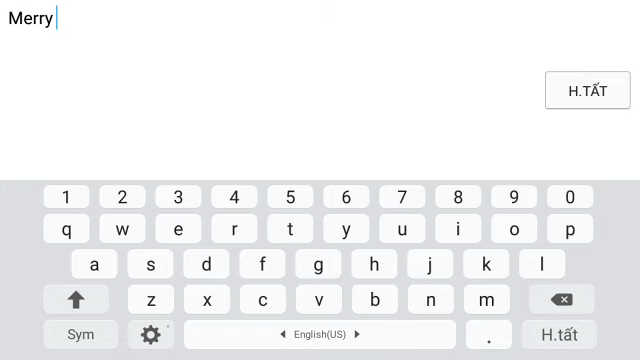 Merry
H.TẤT
1 2 3 4 5 6 7 8 9 0
q w e r t y u i o p
a s d f g h j k l
z x c v b n m
Sym English(US) . H.tất